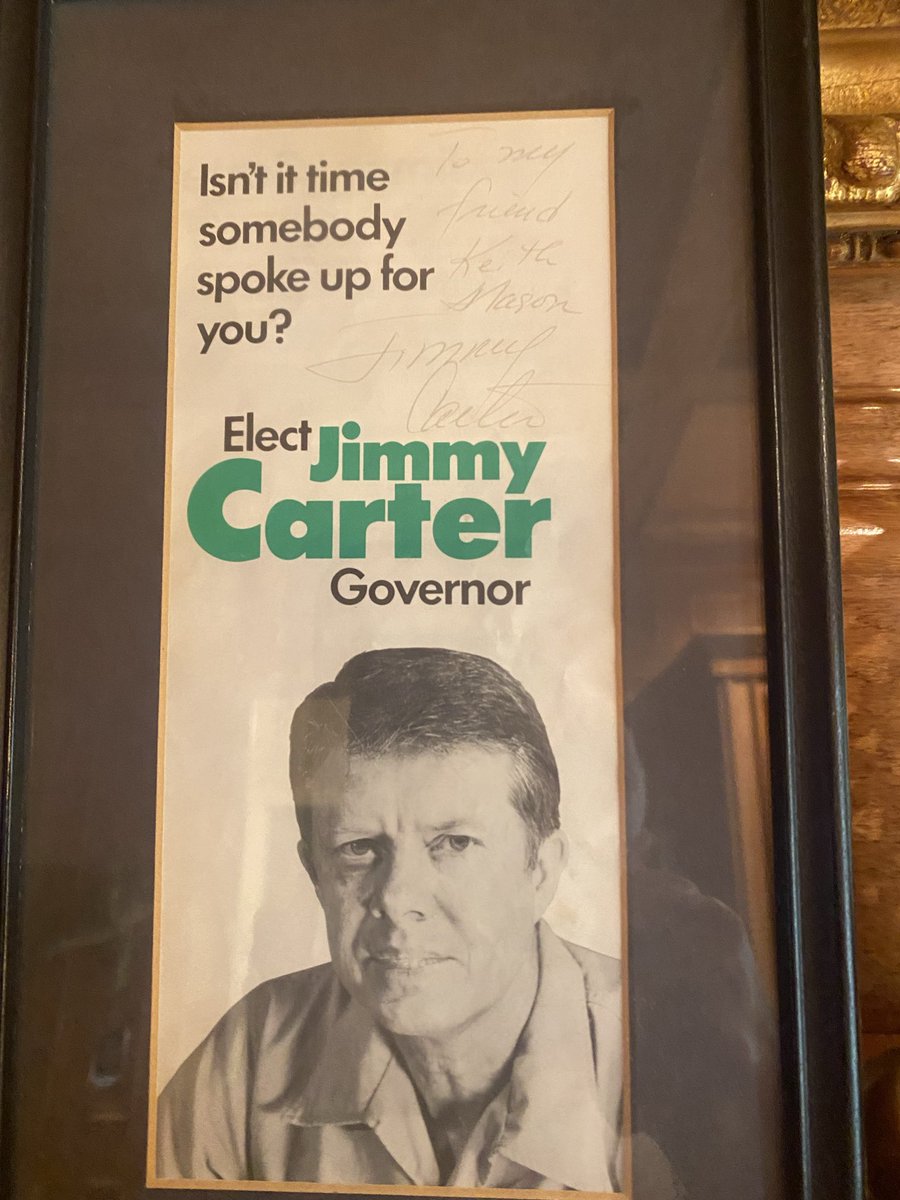 Isn't it time
somebody
spoke up for
you?
To my
friend
Keith
Mason
Jimmy
Carter
Elect Jimmy
Carter
Governor